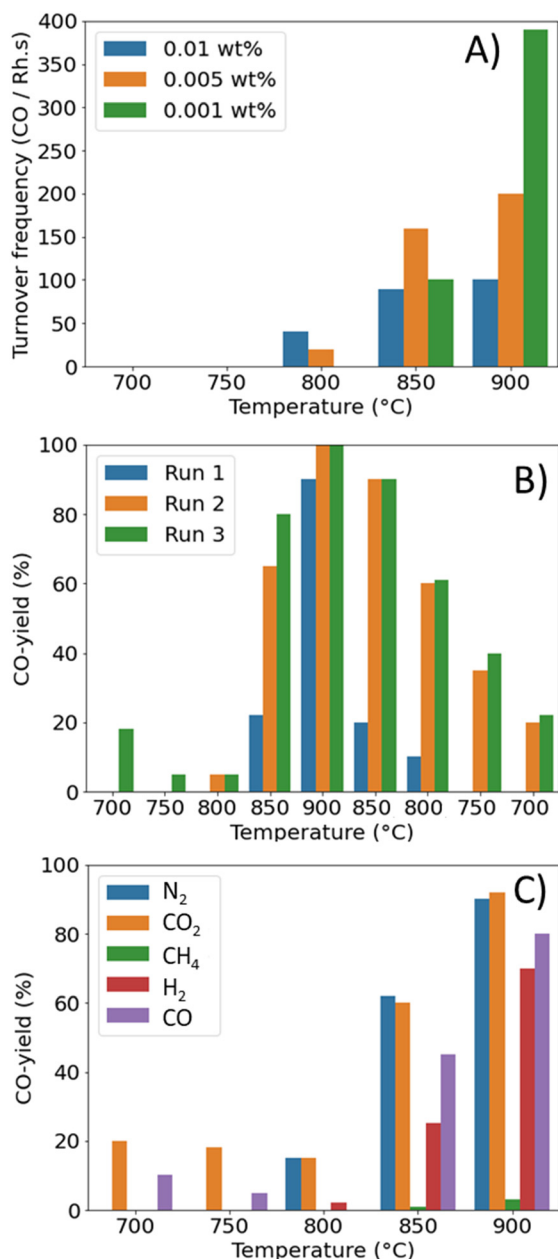 A)
0.01 wt%
0.005 wt%
0.001 wt%
Turnover frequency (CO / Rh.s)
400
350
300
250
200
150
100
50
0
700 750 800 850 900
Temperature (°C)
B)
Run 1
Run 2
Run 3
CO-yield (%)
100
80
60
40
20
0
700 750 800 850 900 850 800 750 700
Temperature (°C)
C)
N₂
CO₂
CH₄
H₂
CO
CO-yield (%)
100
80
60
40
20
0
700 750 800 850 900
Temperature (°C)